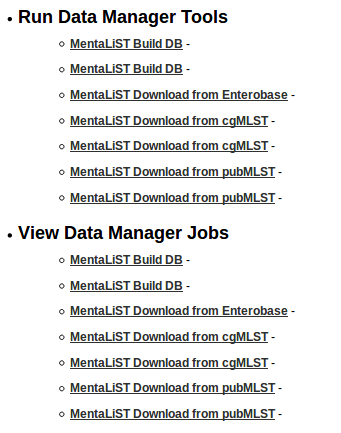 Run Data Manager Tools
MentaLiST Build DB -
MentaLiST Build DB -
MentaLiST Download from Enterobase -
MentaLiST Download from cgMLST -
MentaLiST Download from cgMLST -
MentaLiST Download from pubMLST -
MentaLiST Download from pubMLST -
View Data Manager Jobs
MentaLiST Build DB -
MentaLiST Build DB -
MentaLiST Download from Enterobase -
MentaLiST Download from cgMLST -
MentaLiST Download from cgMLST -
MentaLiST Download from pubMLST -
MentaLiST Download from pubMLST -